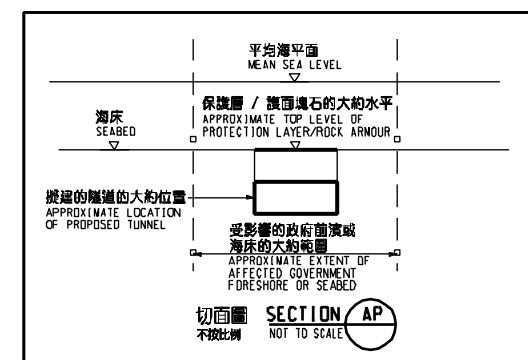 平均海平面
MEAN SEA LEVEL
保護層 / 護面塊石的大約水平
APPROXIMATE TOP LEVEL OF
PROTECTION LAYER/ROCK ARMOUR
海床
SEABED
擬建的隧道的大約位置
APPROXIMATE LOCATION
OF PROPOSED TUNNEL
受影響的政府前濱或
海床的大約範圍
APPROXIMATE EXTENT OF
AFFECTED GOVERNMENT
FORESHORE OR SEABED
切面圖 SECTION AP
不按比例 NOT TO SCALE